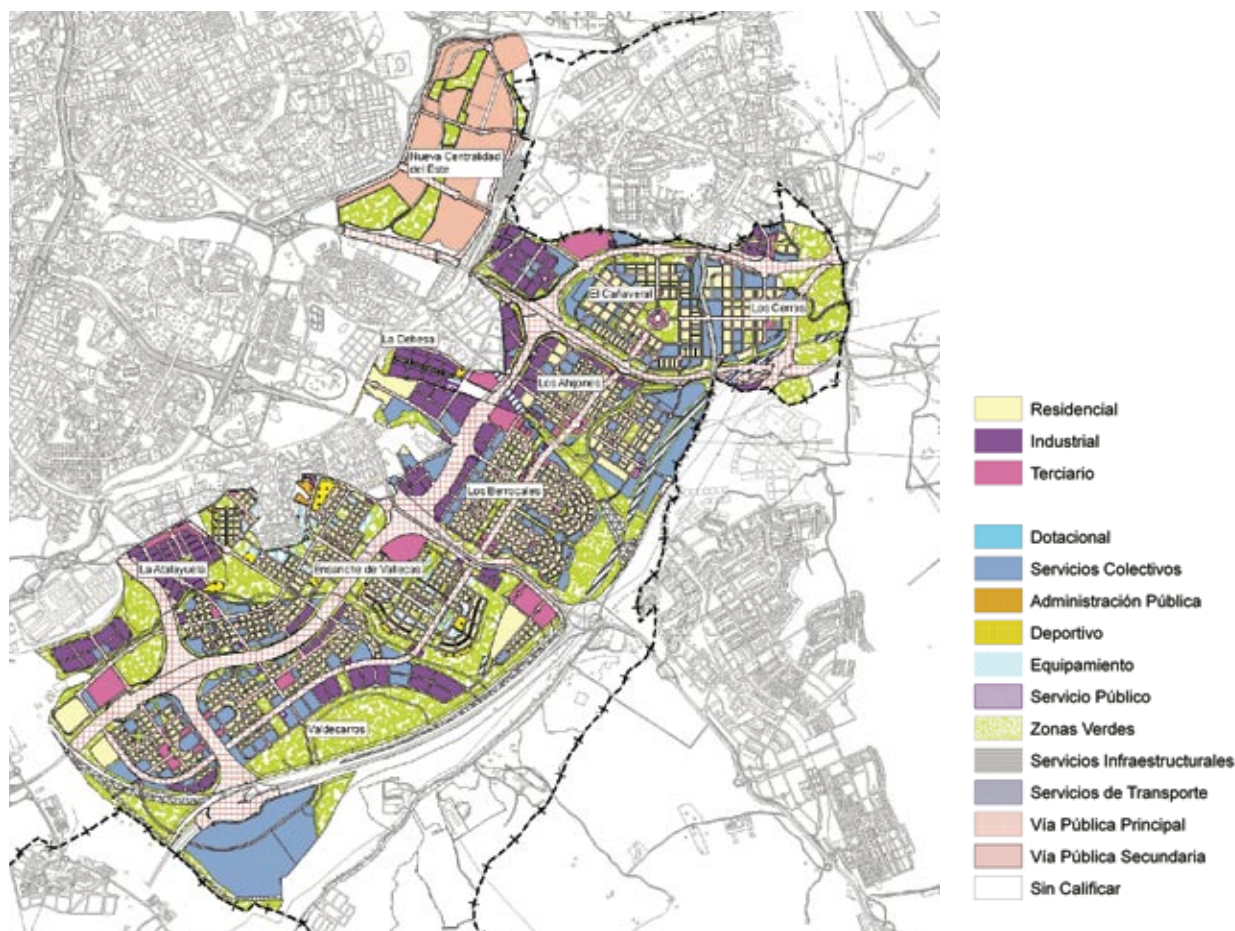 Nueva Centralidad
del Este
El Cañaveral
Los Cerros
La Dehesa
Los Ahijones
Los Berrocales
La Atalayuela
Ensanche de Vallecas
Valdecarros
Residencial
Industrial
Terciario
Dotacional
Servicios Colectivos
Administración Pública
Deportivo
Equipamiento
Servicio Público
Zonas Verdes
Servicios Infraestructurales
Servicios de Transporte
Vía Pública Principal
Vía Pública Secundaria
Sin Calificar